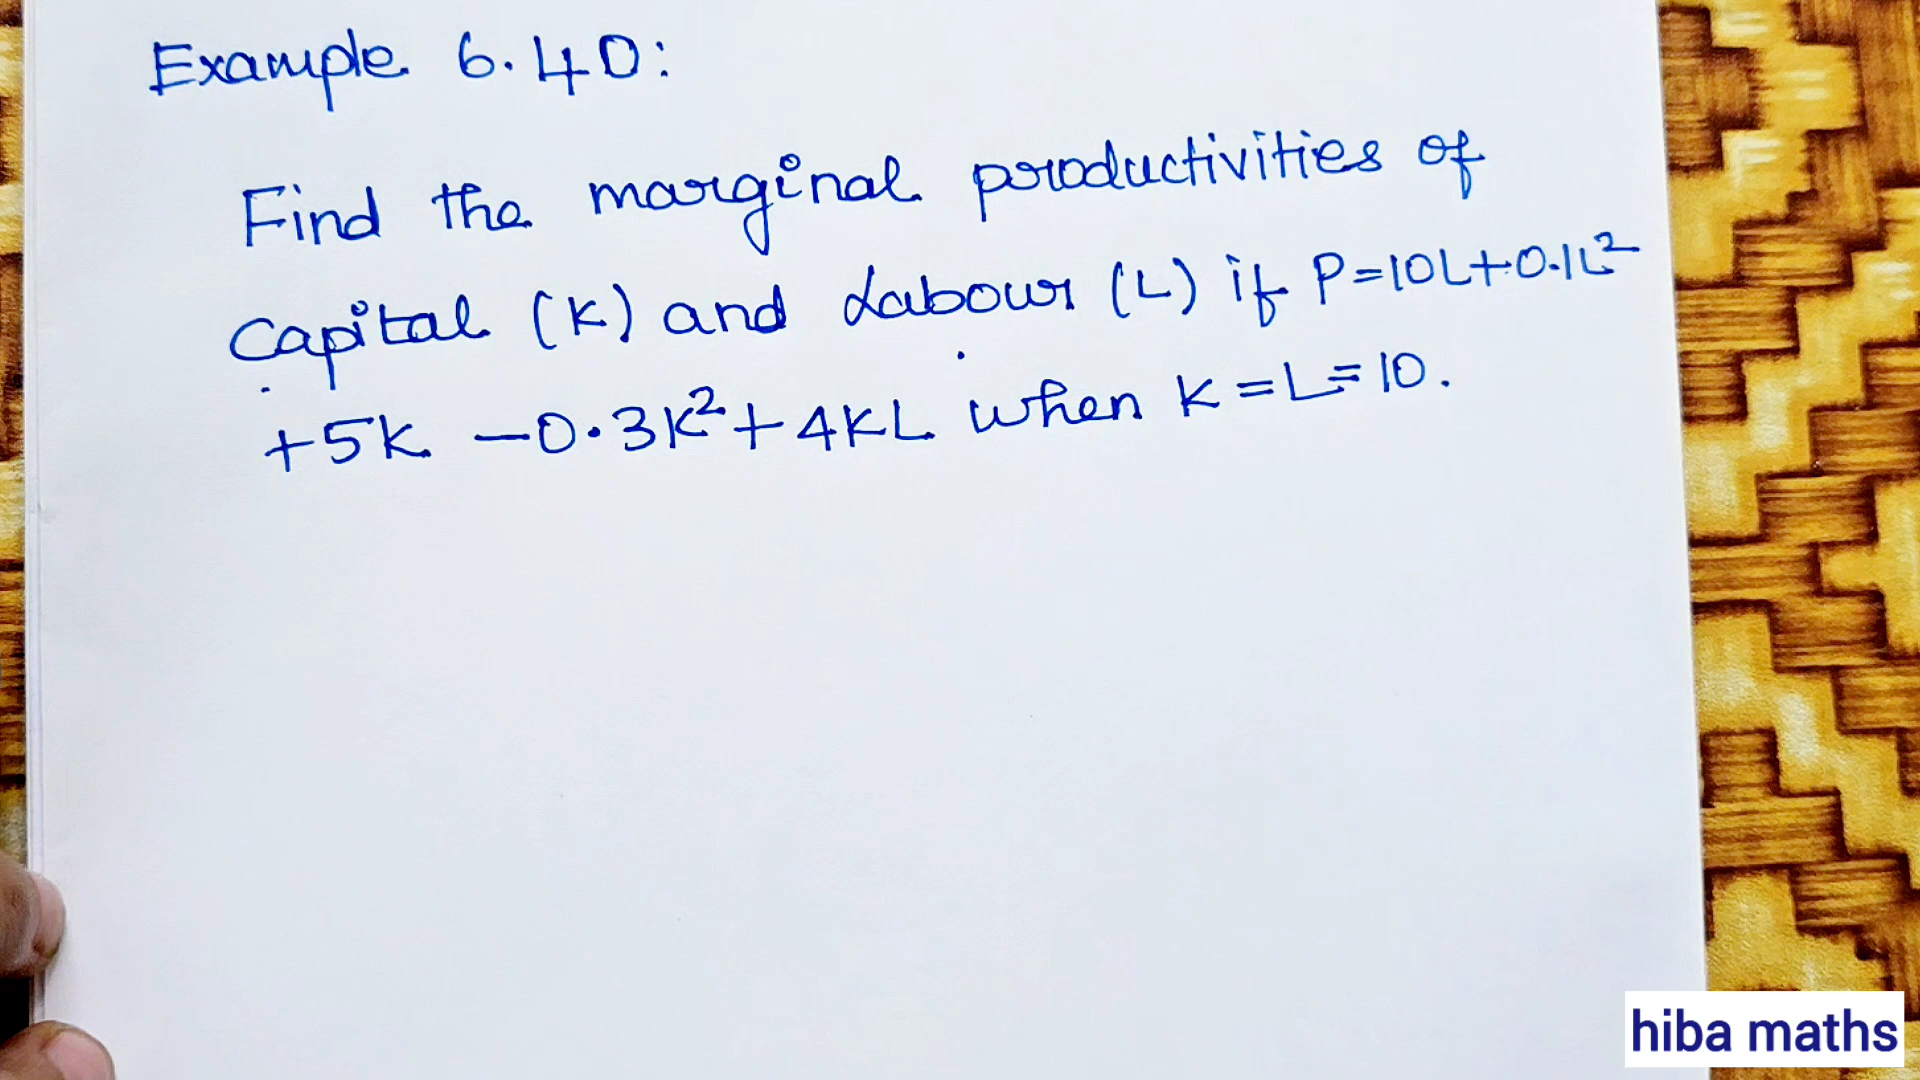 Example 6.40:
Find the marginal productivities of
capital (K) and Labour (L) if P=10L+0.1L²
+5K -0.3K²+4KL when K=L=10.
hiba maths